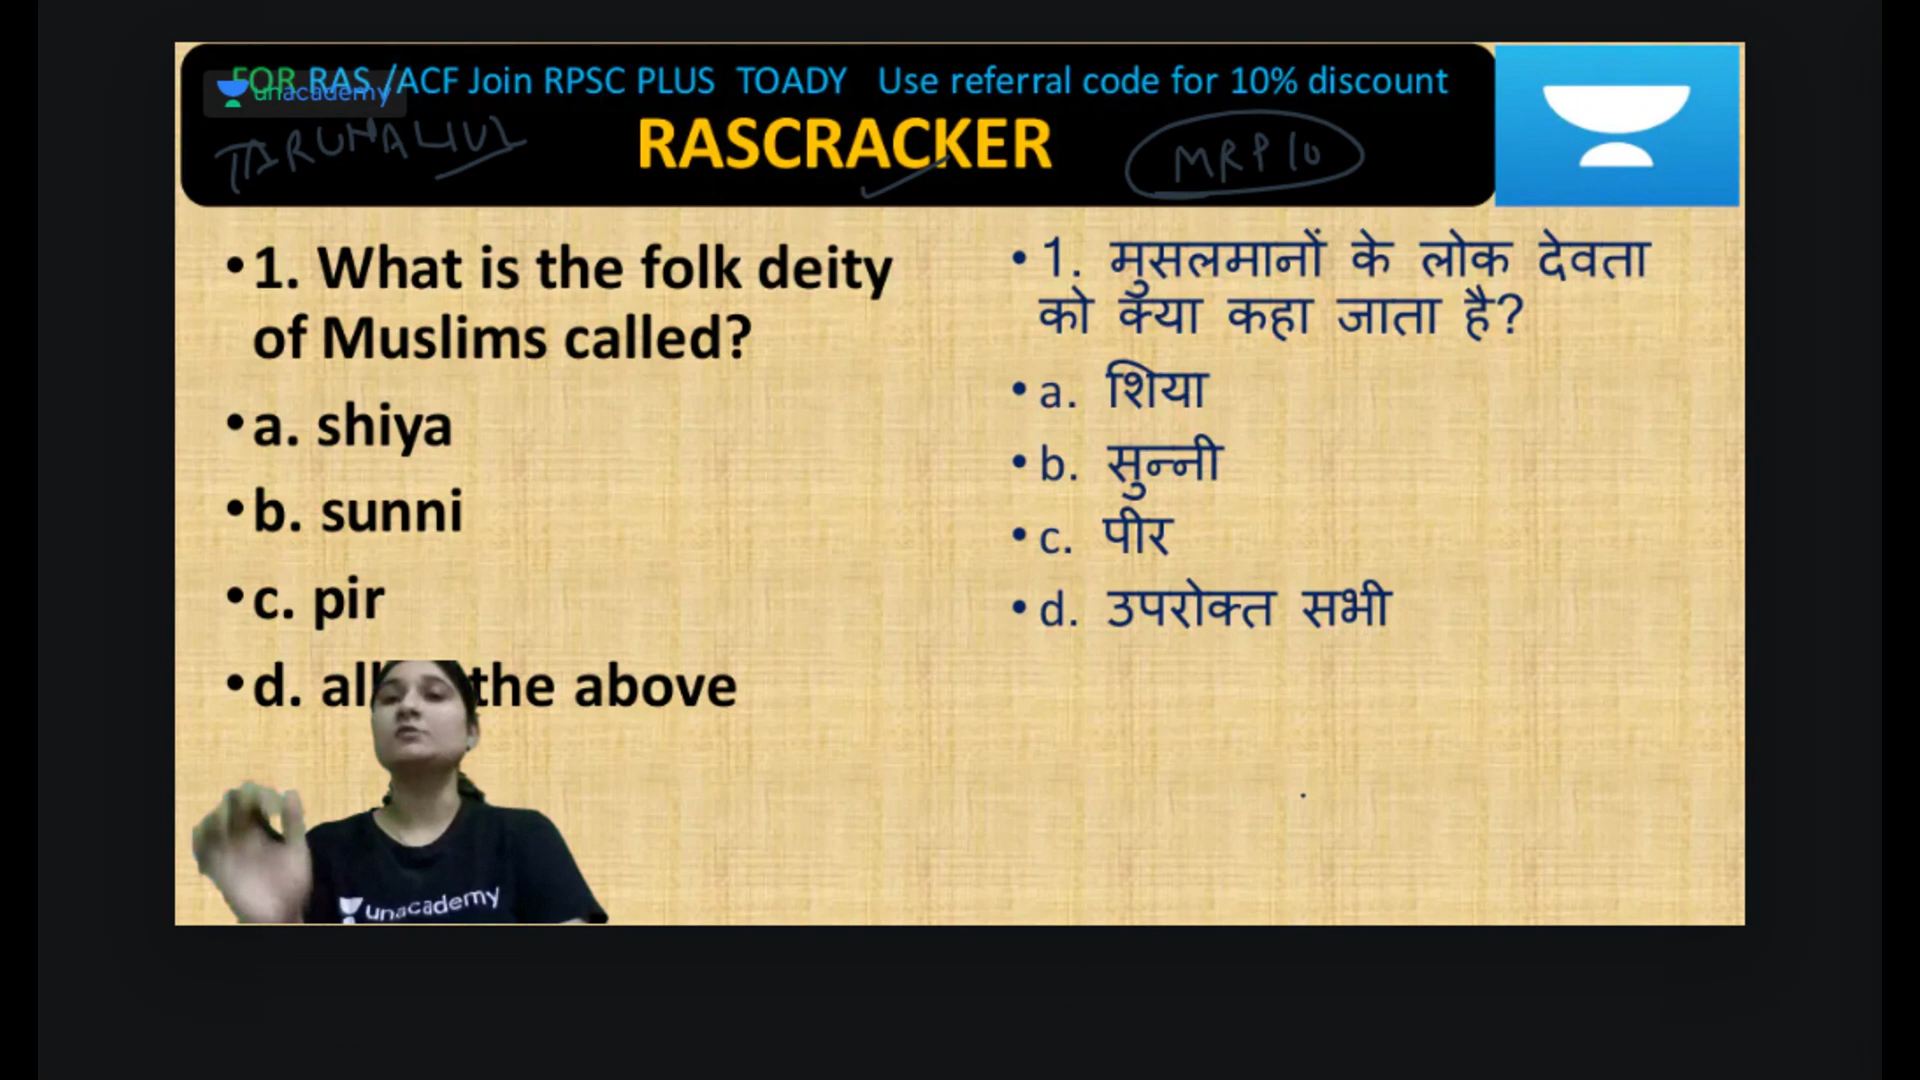 FOR RAS /ACF Join RPSC PLUS TOADY Use referral code for 10% discount
unacademy
RASCRACKER
MRP10
•1. What is the folk deity
of Muslims called?
•a. shiya
•b. sunni
•c. pir
•d. all the above
•1. मुसलमानों के लोक देवता
को क्या कहा जाता है?
•a. शिया
•b. सुन्नी
•c. पीर
•d. उपरोक्त सभी
unacademy